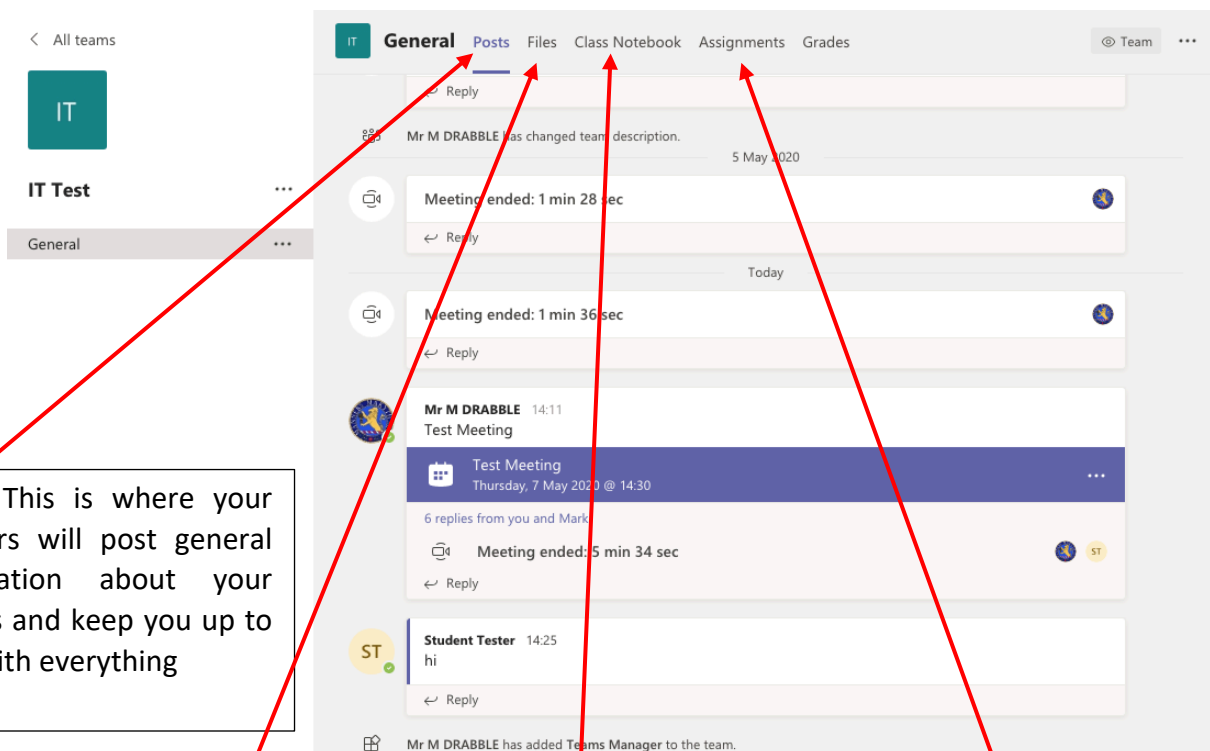 All teams
IT
IT Test
...
General
...
IT
General Posts Files Class Notebook Assignments Grades
Team
...
Reply
Mr M DRABBLE has changed team description.
5 May 2020
Meeting ended: 1 min 28 sec
Reply
Today
Meeting ended: 1 min 36 sec
Reply
Mr M DRABBLE 14:11
Test Meeting
Test Meeting
Thursday, 7 May 2020 @ 14:30
...
6 replies from you and Mark
Meeting ended: 5 min 34 sec
ST
Reply
ST
Student Tester 14:25
hi
Reply
Mr M DRABBLE has added Teams Manager to the team.
This is where your
will post general
about your
and keep you up to
everything